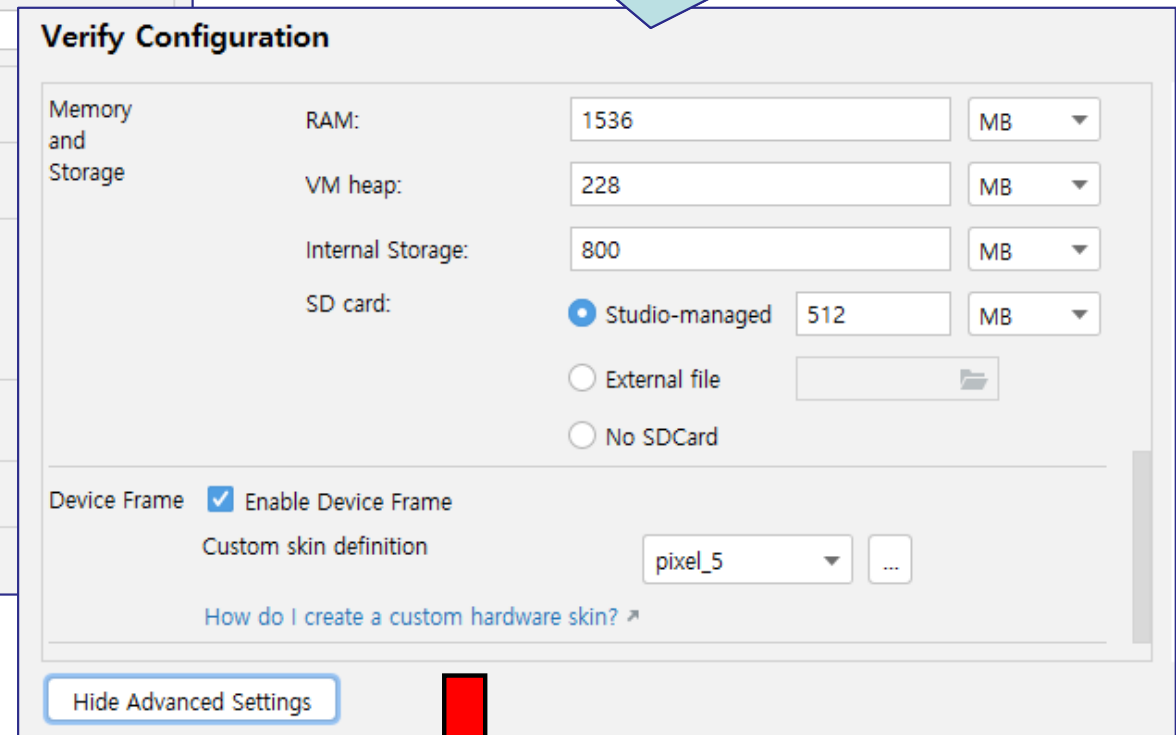 Verify Configuration
Memory
and
Storage
RAM:
1536
MB
VM heap:
228
MB
Internal Storage:
800
MB
SD card:
Studio-managed
512
MB
External file
No SDCard
Device Frame
Enable Device Frame
Custom skin definition
pixel_5
...
How do I create a custom hardware skin?
Hide Advanced Settings